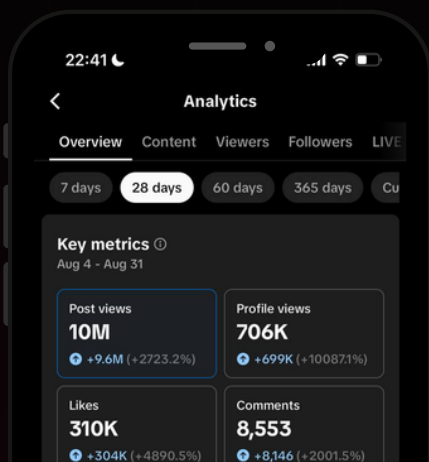 22:41
Analytics
Overview Content Viewers Followers LIVE
7 days 28 days 60 days 365 days Cu
Key metrics
Aug 4 - Aug 31
Post views Profile views
10M 706K
+9.6M (+2723.2%) +699K (+10087.1%)
Likes Comments
310K 8,553
+304K (+4890.5%) +8,146 (+2001.5%)